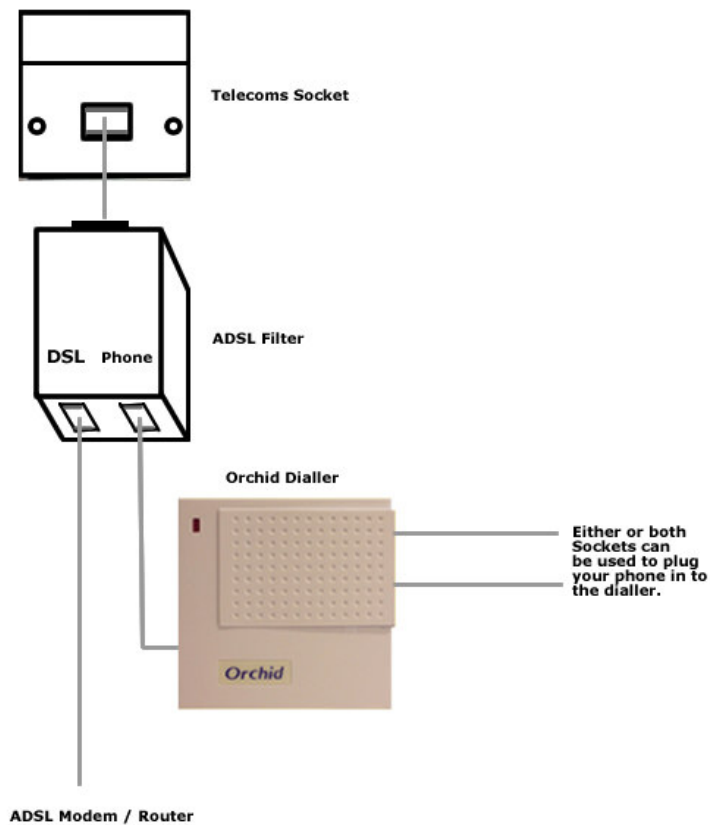 Telecoms Socket
ADSL Filter
DSL Phone
Orchid Dialler
Either or both
Sockets can
be used to plug
your phone in to
the dialler.
Orchid
ADSL Modem / Router